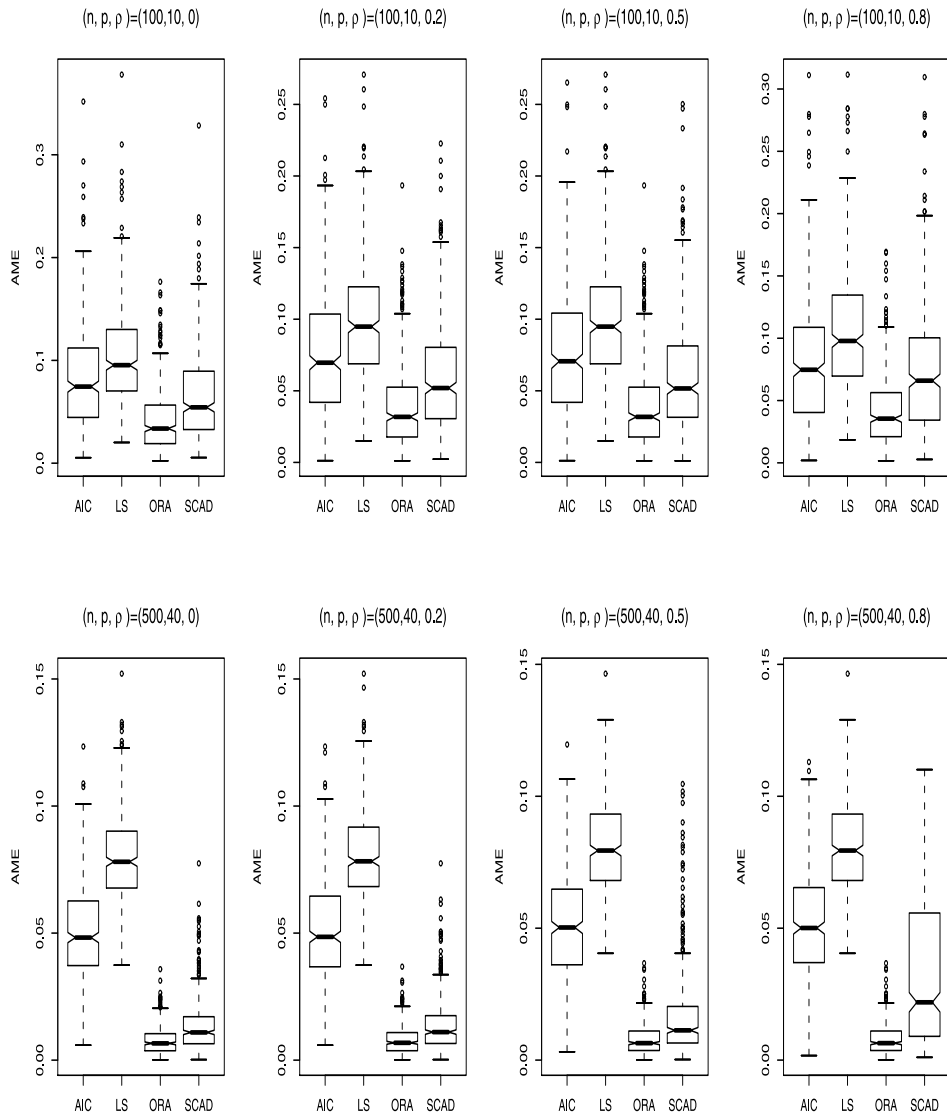 (n, p, ρ )=(100,10, 0)
(n, p, ρ )=(100,10, 0.2)
(n, p, ρ )=(100,10, 0.5)
(n, p, ρ )=(100,10, 0.8)
AME
0.0
0.1
0.2
0.3
AIC LS ORA SCAD
AME
0.00
0.05
0.10
0.15
0.20
0.25
AIC LS ORA SCAD
AME
0.00
0.05
0.10
0.15
0.20
0.25
AIC LS ORA SCAD
AME
0.00
0.05
0.10
0.15
0.20
0.25
0.30
AIC LS ORA SCAD
(n, p, ρ )=(500,40, 0)
(n, p, ρ )=(500,40, 0.2)
(n, p, ρ )=(500,40, 0.5)
(n, p, ρ )=(500,40, 0.8)
AME
0.00
0.05
0.10
0.15
AIC LS ORA SCAD
AME
0.00
0.05
0.10
0.15
AIC LS ORA SCAD
AME
0.00
0.05
0.10
0.15
AIC LS ORA SCAD
AME
0.00
0.05
0.10
0.15
AIC LS ORA SCAD